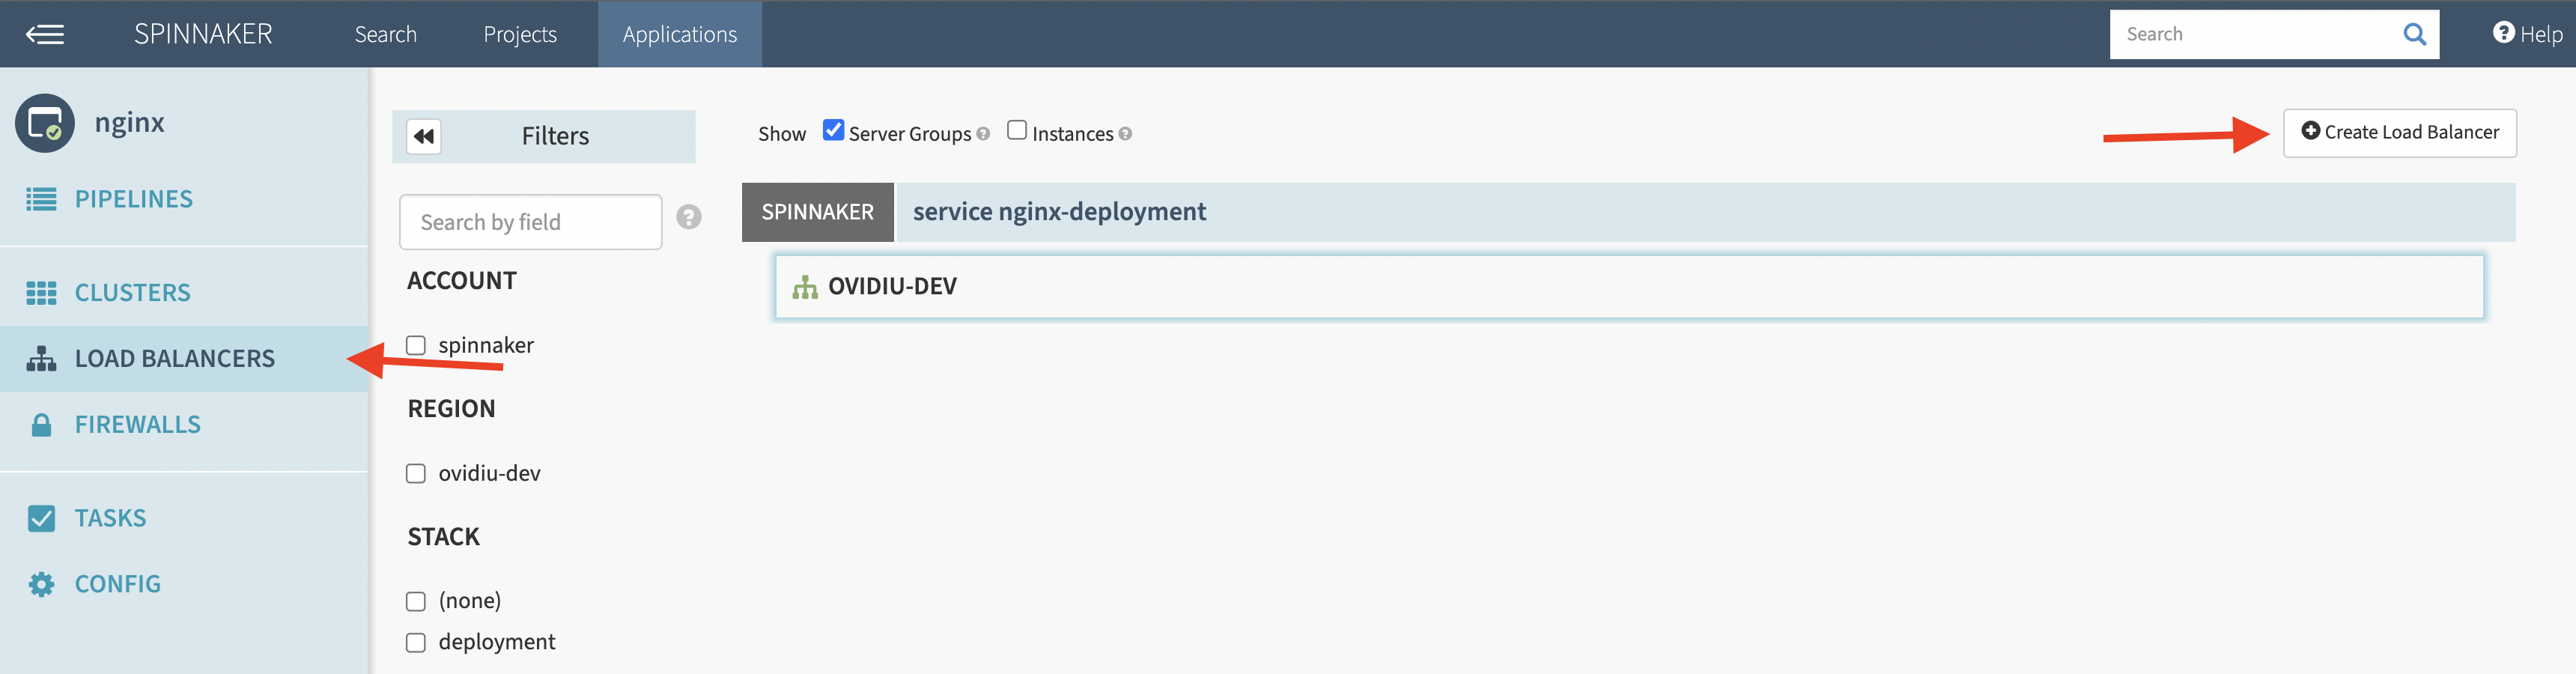 SPINNAKER Search Projects Applications Search Help
nginx
PIPELINES
CLUSTERS
LOAD BALANCERS
FIREWALLS
TASKS
CONFIG
Filters
Search by field
ACCOUNT
spinnaker
REGION
ovidiu-dev
STACK
(none)
deployment
Show Server Groups Instances
Create Load Balancer
SPINNAKER service nginx-deployment
OVIDIU-DEV